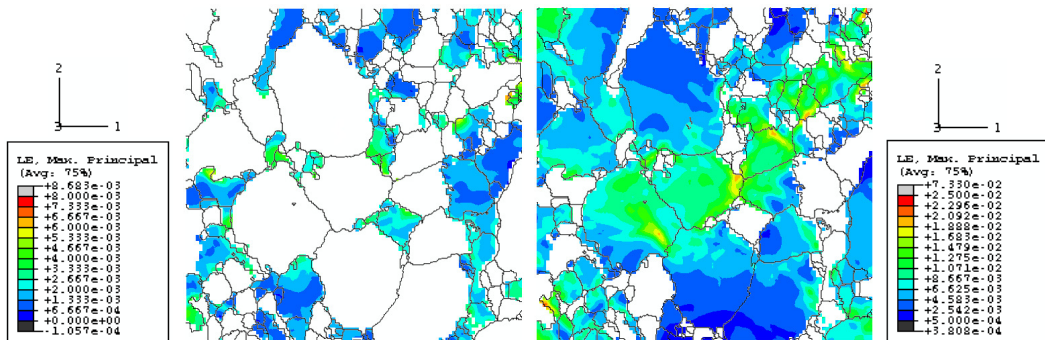 2
3
1
LE, Max. Principal
(Avg: 75%)
+8.683e-03
+8.000e-03
+7.333e-03
+6.667e-03
+6.000e-03
+5.333e-03
+4.667e-03
+4.000e-03
+3.333e-03
+2.667e-03
+2.000e-03
+1.333e-03
+6.667e-04
+0.000e+00
-1.057e-04
2
3
1
LE, Max. Principal
(Avg: 75%)
+7.330e-02
+2.500e-02
+2.296e-02
+2.092e-02
+1.888e-02
+1.683e-02
+1.479e-02
+1.275e-02
+1.071e-02
+8.667e-03
+6.625e-03
+4.583e-03
+2.542e-03
+5.000e-04
+3.808e-04